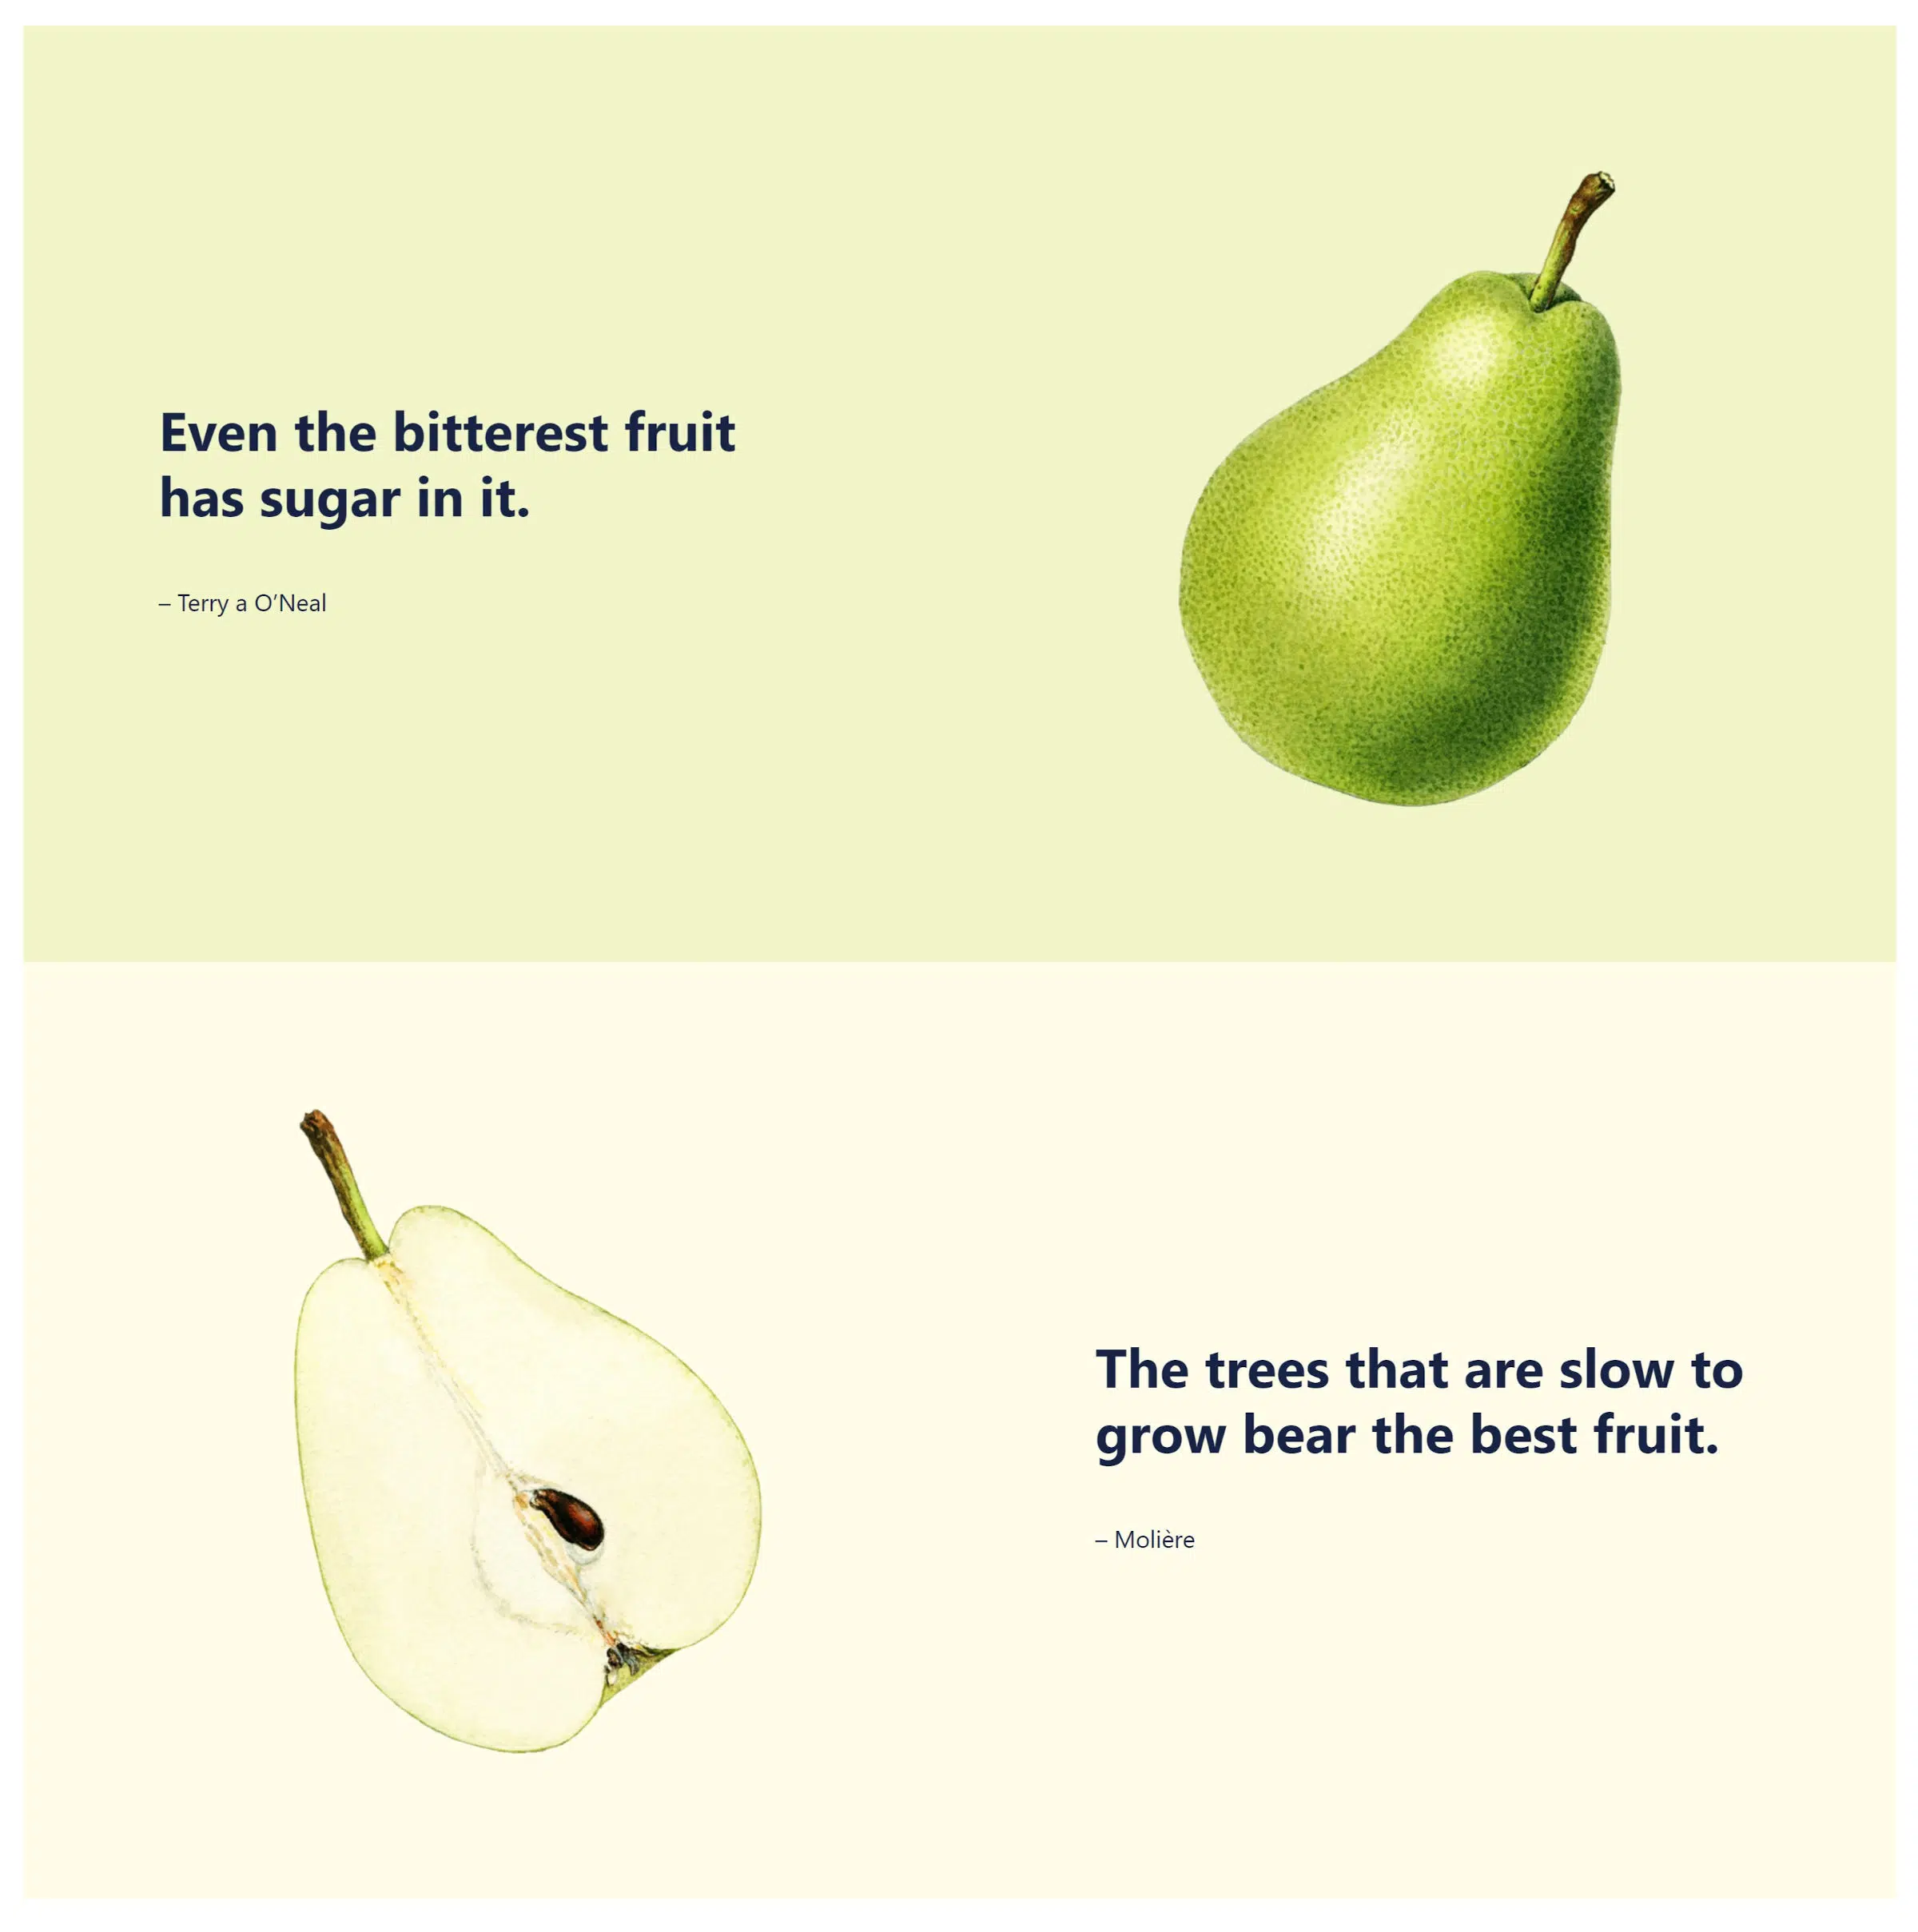 Even the bitterest fruit
has sugar in it.
– Terry a O’Neal
The trees that are slow to
grow bear the best fruit.
– Molière